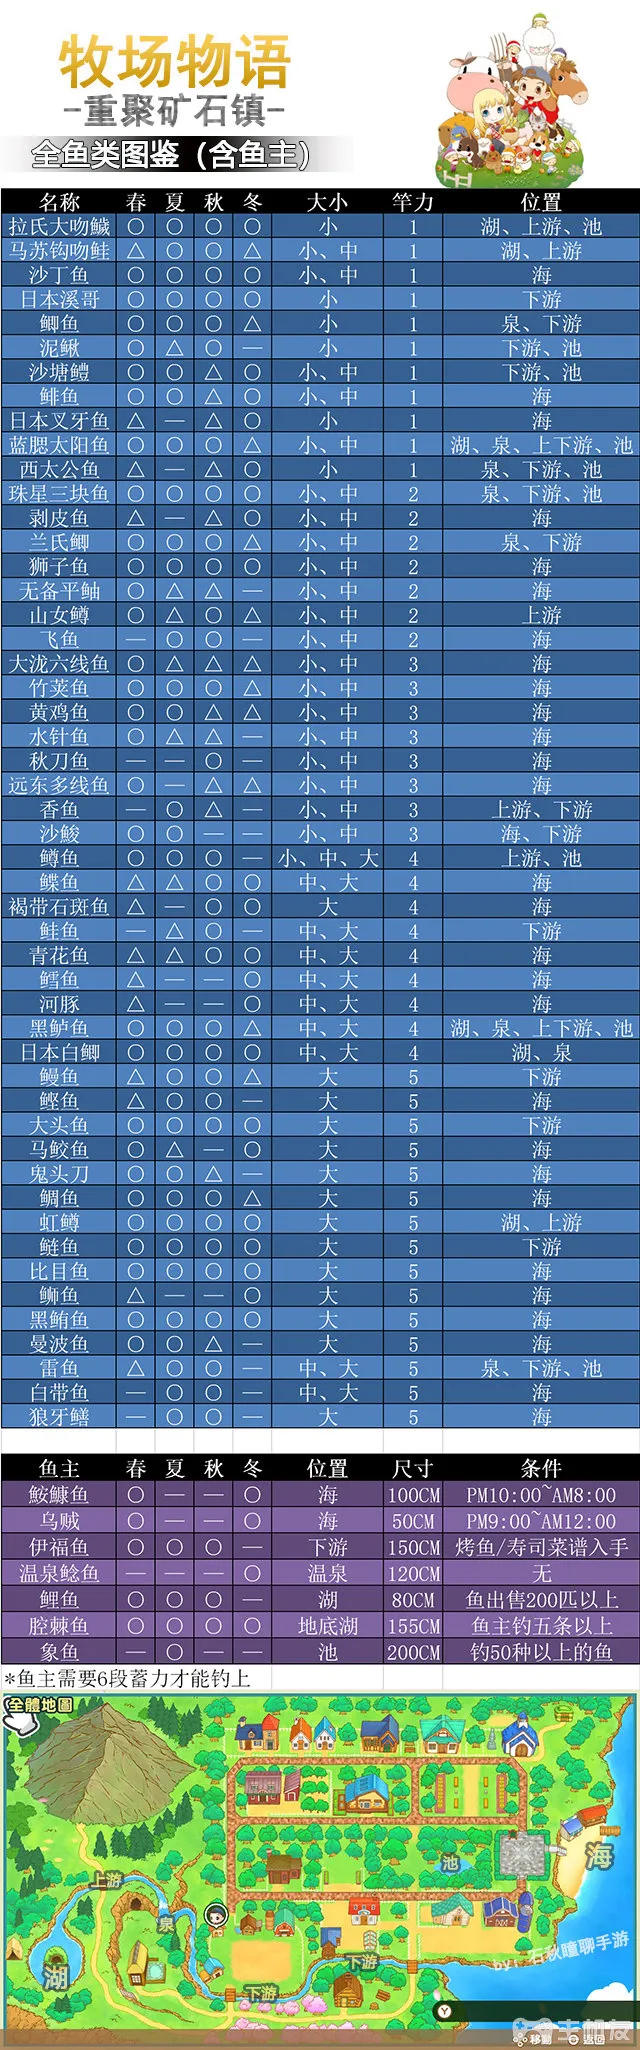 牧场物语
-重聚矿石镇-
全鱼类图鉴（含鱼主）
名称 春 夏 秋 冬 大小 竿力 位置
拉氏大吻鱥 ○ ○ ○ ○ 小 1 湖、上游、池
马苏钩吻鲑 △ ○ ○ △ 小、中 1 湖、上游
沙丁鱼 ○ ○ ○ ○ 小、中 1 海
日本溪哥 ○ ○ ○ ○ 小 1 下游
鲫鱼 ○ ○ ○ △ 小 1 泉、下游
泥鳅 ○ △ ○ — 小 1 下游、池
沙塘鳢 ○ ○ △ ○ 小、中 1 下游、池
鲱鱼 ○ ○ △ ○ 小、中 1 海
日本叉牙鱼 △ — △ ○ 小 1 海
蓝腮太阳鱼 ○ ○ ○ △ 小、中 1 湖、泉、上下游、池
西太公鱼 △ — △ ○ 小 1 泉、下游、池
珠星三块鱼 ○ ○ ○ ○ 小、中 2 泉、下游、池
剥皮鱼 △ — △ ○ 小、中 2 海
兰氏鲫 ○ ○ ○ △ 小、中 2 泉、下游
狮子鱼 ○ ○ ○ ○ 小、中 2 海
无备平鲉 ○ △ △ — 小、中 2 海
山女鳟 ○ △ ○ △ 小、中 2 上游
飞鱼 — ○ ○ — 小、中 2 海
大泷六线鱼 ○ △ △ △ 小、中 3 海
竹荚鱼 ○ ○ ○ △ 小、中 3 海
黄鸡鱼 ○ ○ △ △ 小、中 3 海
水针鱼 ○ △ △ — 小、中 3 海
秋刀鱼 — — ○ — 小、中 3 海
远东多线鱼 ○ — △ △ 小、中 3 海
香鱼 — ○ △ — 小、中 3 上游、下游
沙鮻 ○ ○ — — 小、中 3 海、下游
鳟鱼 ○ ○ ○ — 小、中、大 4 上游、池
鲽鱼 △ △ ○ ○ 中、大 4 海
褐带石斑鱼 △ — ○ ○ 大 4 海
鲑鱼 — △ ○ — 中、大 4 下游
青花鱼 △ △ ○ ○ 中、大 4 海
鳕鱼 △ — — ○ 中、大 4 海
河豚 △ — — ○ 中、大 4 海
黑鲈鱼 ○ ○ ○ △ 中、大 4 湖、泉、上下游、池
日本白鲫 ○ ○ ○ ○ 中、大 4 湖、泉
鳗鱼 △ ○ ○ △ 大 5 下游
鲣鱼 △ ○ ○ — 大 5 海
大头鱼 ○ ○ ○ ○ 大 5 下游
马鲛鱼 ○ △ — ○ 大 5 海
鬼头刀 ○ ○ △ — 大 5 海
鲷鱼 ○ ○ ○ △ 大 5 海
虹鳟 ○ ○ ○ ○ 大 5 湖、上游
鲢鱼 ○ ○ ○ ○ 大 5 下游
比目鱼 ○ ○ ○ ○ 大 5 海
鰤鱼 △ — — ○ 大 5 海
黑鲔鱼 ○ ○ ○ ○ 大 5 海
曼波鱼 ○ ○ △ — 大 5 海
雷鱼 △ ○ ○ — 中、大 5 泉、下游、池
白带鱼 — ○ ○ — 中、大 5 海
狼牙鳝 — ○ ○ — 大 5 海
鱼主 春 夏 秋 冬 位置 尺寸 条件
鮟鱇鱼 ○ — — ○ 海 100CM PM10:00~AM8:00
乌贼 ○ — — ○ 海 50CM PM9:00~AM12:00
伊福鱼 ○ ○ ○ ○ 下游 150CM 烤鱼/寿司菜谱入手
温泉鲶鱼 — — — ○ 温泉 120CM 无
鲤鱼 ○ ○ ○ ○ 湖 80CM 鱼出售200匹以上
腔棘鱼 ○ ○ ○ ○ 地底湖 155CM 鱼主钓五条以上
象鱼 — ○ — — 池 200CM 钓50种以上的鱼
*鱼主需要6段蓄力才能钓上
全體地圖
海
池
上游
泉
湖
下游
下游
by：石秋瞳聊手游
Y
移動 返回